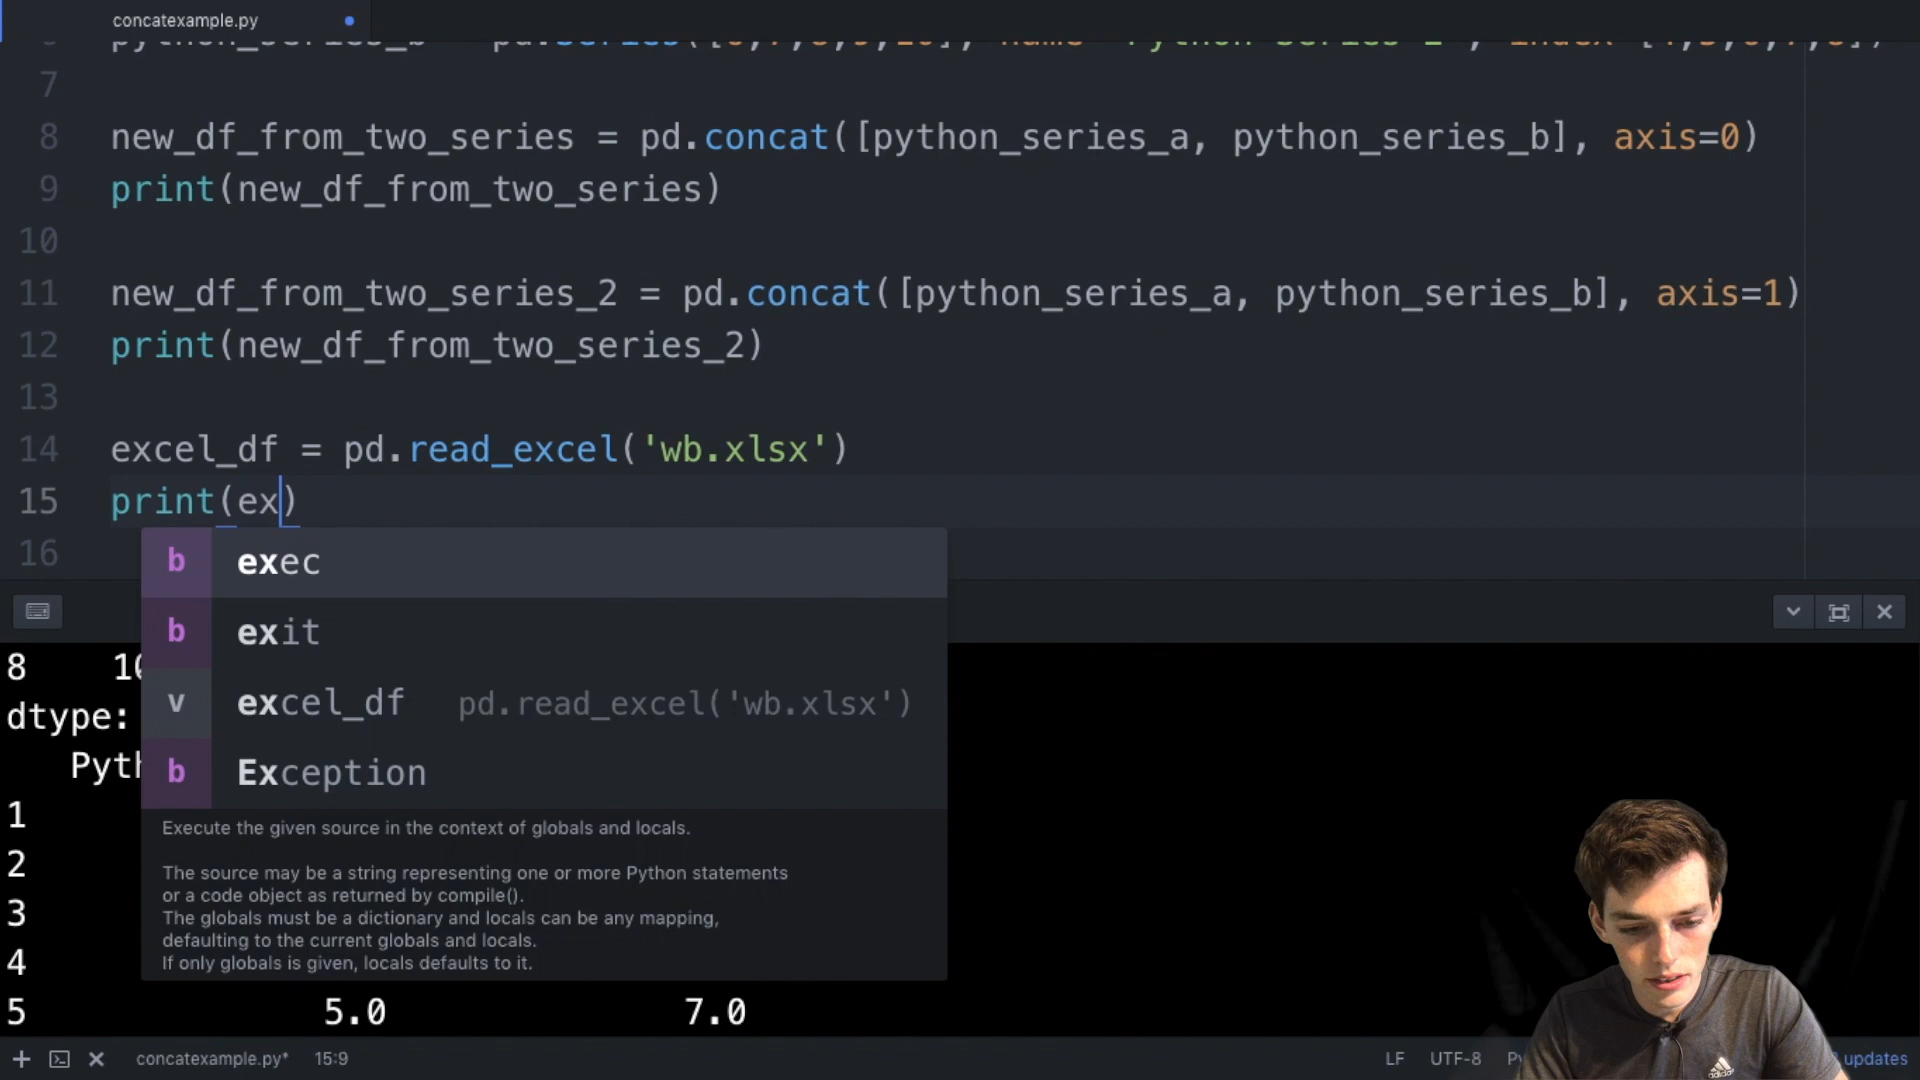 concatexample.py
7
8 new_df_from_two_series = pd.concat([python_series_a, python_series_b], axis=0)
9 print(new_df_from_two_series)
10
11 new_df_from_two_series_2 = pd.concat([python_series_a, python_series_b], axis=1)
12 print(new_df_from_two_series_2)
13
14 excel_df = pd.read_excel('wb.xlsx')
15 print(ex)
16
b exec
b exit
v excel_df pd.read_excel('wb.xlsx')
b Exception
Execute the given source in the context of globals and locals.
The source may be a string representing one or more Python statements
or a code object as returned by compile().
The globals must be a dictionary and locals can be any mapping,
defaulting to the current globals and locals.
If only globals is given, locals defaults to it.
8
dtype:
1
2
3
4
5 5.0 7.0
concatexample.py* 15:9
LF UTF-8 updates
adidas